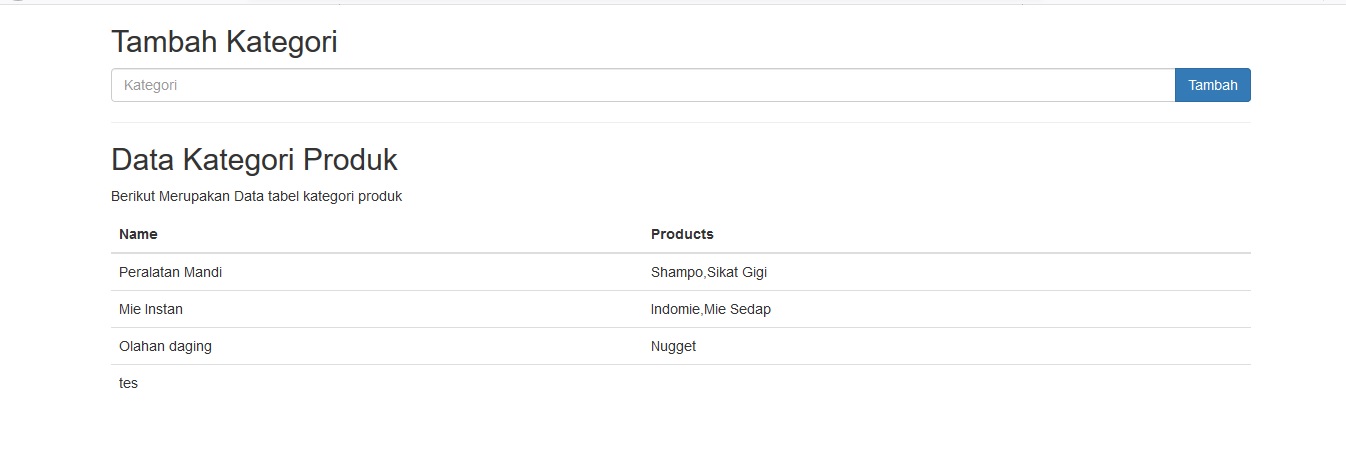 Tambah Kategori
Kategori Tambah
Data Kategori Produk
Berikut Merupakan Data tabel kategori produk
Name Products
Peralatan Mandi Shampo,Sikat Gigi
Mie Instan Indomie,Mie Sedap
Olahan daging Nugget
tes